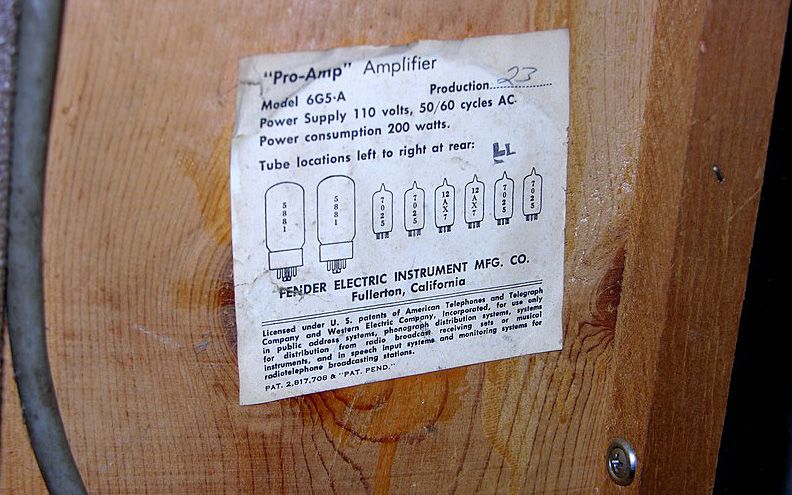 "Pro-Amp" Amplifier
Model 6G5-A Production 23
Power Supply 110 volts, 50/60 cycles AC.
Power consumption 200 watts.
Tube locations left to right at rear: LL
5881 5881 7025 7025 12AX7 12AX7 7025 7025
FENDER ELECTRIC INSTRUMENT MFG. CO.
Fullerton, California
Licensed under U. S. patents of American Telephones and Telegraph
Company and Western Electric Company, Incorporated, for use only
in public address systems, phonograph distribution systems, systems
for distribution from radio broadcast receiving sets or musical
instruments, and in speech input systems and monitoring systems for
radiotelephone broadcasting stations.
PAT. 2,817,708 & "PAT. PEND."